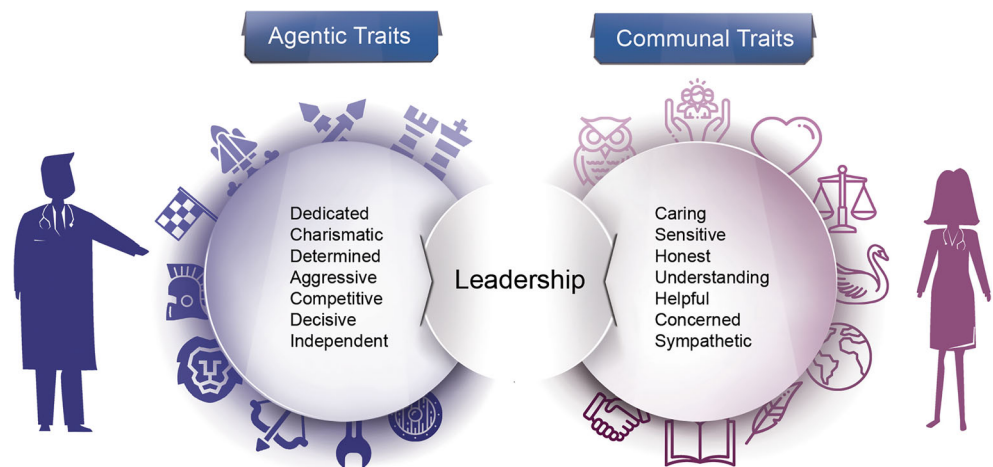 Agentic Traits
Communal Traits
Dedicated
Charismatic
Determined
Aggressive
Competitive
Decisive
Independent
Leadership
Caring
Sensitive
Honest
Understanding
Helpful
Concerned
Sympathetic